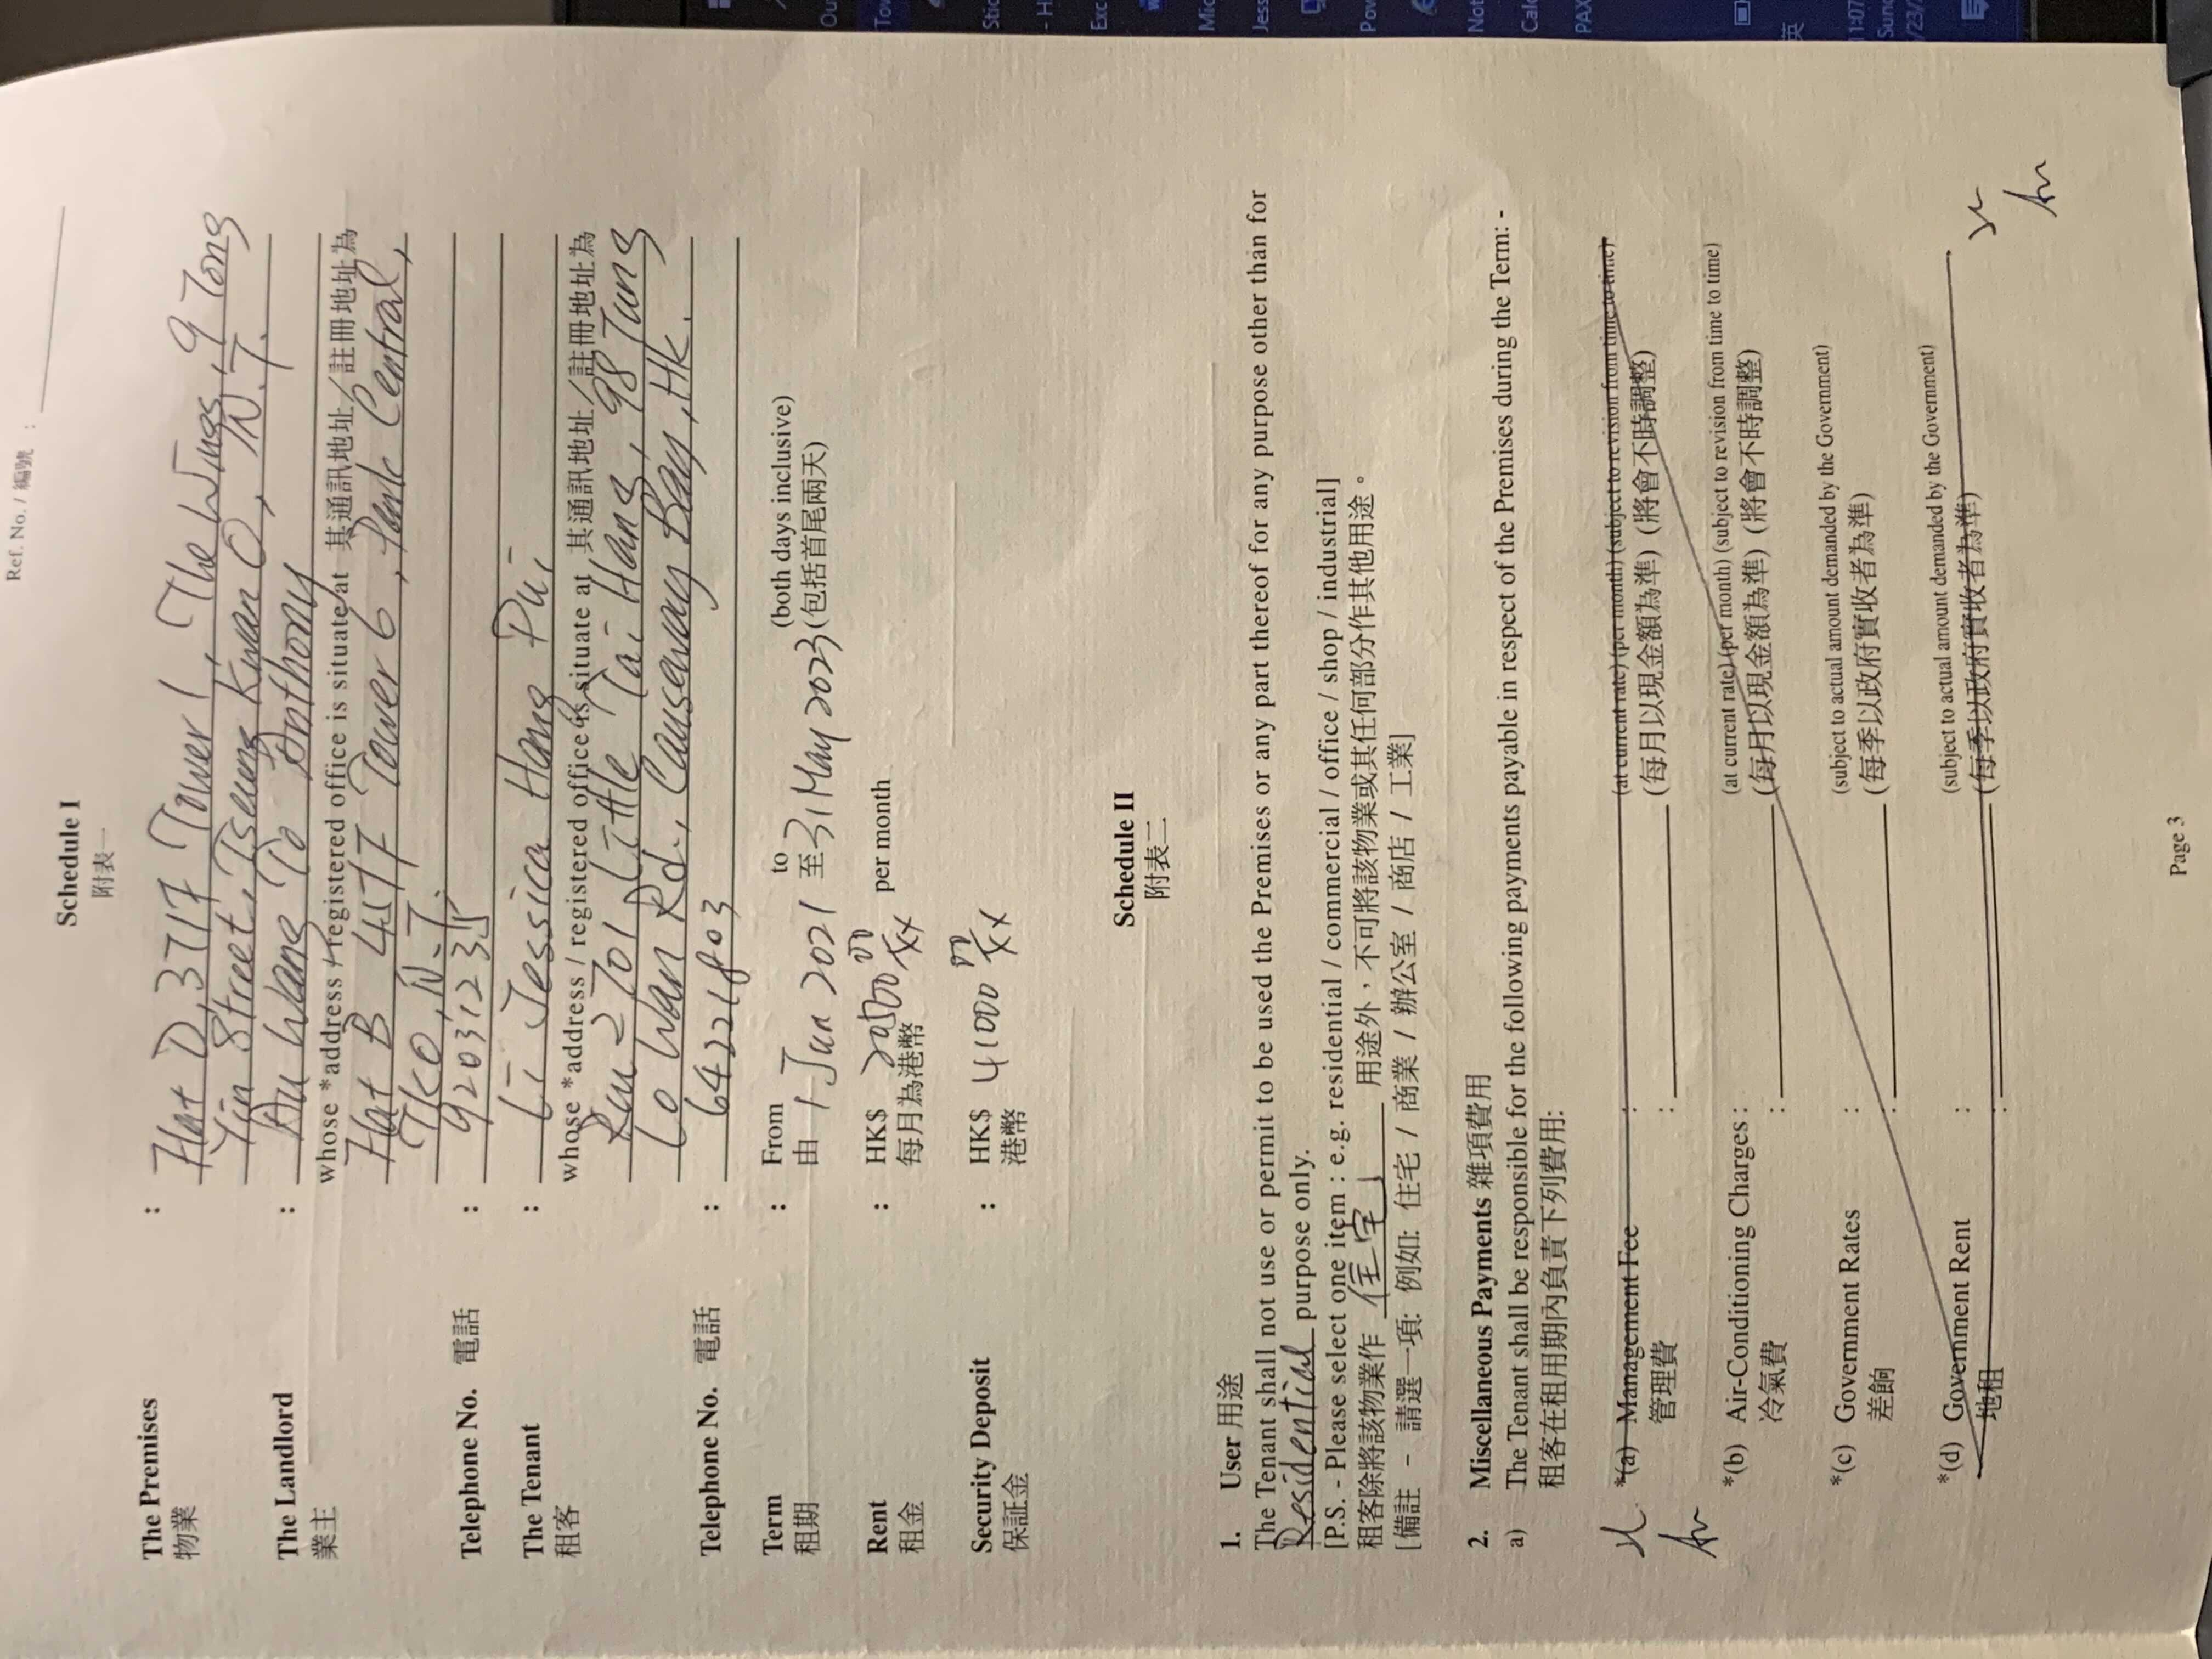 Ref. No. / 編號 :
Schedule I
附表一
The Premises : Flat D, 37/F Tower 1, The Wings, 9 Tong
物業 Yin Street, Tseung Kwan O, N.T.
The Landlord : Au Wang To Anthony
業主 whose *address / registered office is situate at 其通訊地址/註冊地址為
Flat B 45/F Tower 6, Park Central,
TKO, N.T.
Telephone No. 電話 : 92031235
The Tenant : Li Jessica Hang Pui
租客 whose *address / registered office is situate at 其通訊地址/註冊地址為
Rm 2701 Little Tai Hang, 98 Tung
Lo Wan Rd., Causeway Bay, HK.
Telephone No. 電話 : 64221803
Term : From to (both days inclusive)
租期 由 1 Jun 2021 至 31 May 2023 (包括首尾兩天)
Rent : HK$ 20500 00/xx per month
租金 每月為港幣
Security Deposit : HK$ 41000 00/xx
保証金 港幣
Schedule II
附表二
1. User 用途
The Tenant shall not use or permit to be used the Premises or any part thereof for any purpose other than for
Residential purpose only.
[P.S. - Please select one item : e.g. residential / commercial / office / shop / industrial]
租客除將該物業作 住宅 用途外，不可將該物業或其任何部分作其他用途。
[備註 - 請選一項: 例如: 住宅 / 商業 / 辦公室 / 商店 / 工業]
2. Miscellaneous Payments 雜項費用
a) The Tenant shall be responsible for the following payments payable in respect of the Premises during the Term: -
租客在租用期內負責下列費用:
*(a) Management Fee : (at current rate) (per month) (subject to revision from time to time)
管理費 : (每月以現金額為準) (將會不時調整)
*(b) Air-Conditioning Charges : (at current rate) (per month) (subject to revision from time to time)
冷氣費 : (每月以現金額為準) (將會不時調整)
*(c) Government Rates : (subject to actual amount demanded by the Government)
差餉 : (每季以政府實收者為準)
*(d) Government Rent : (subject to actual amount demanded by the Government)
地租 : (每季以政府實收者為準)
Page 3
Exc
Mic
Jess
Pov
Not
Calc
PAX
英
11:07